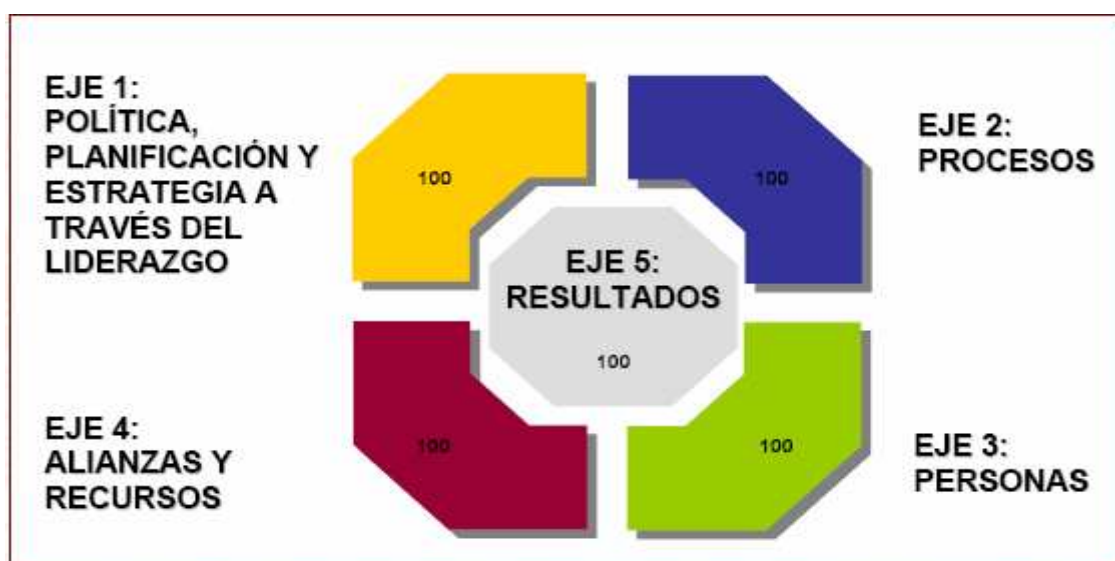 EJE 1:
POLÍTICA,
PLANIFICACIÓN Y
ESTRATEGIA A
TRAVÉS DEL
LIDERAZGO
100
100
EJE 2:
PROCESOS
EJE 5:
RESULTADOS
100
EJE 4:
ALIANZAS Y
RECURSOS
100
100
EJE 3:
PERSONAS